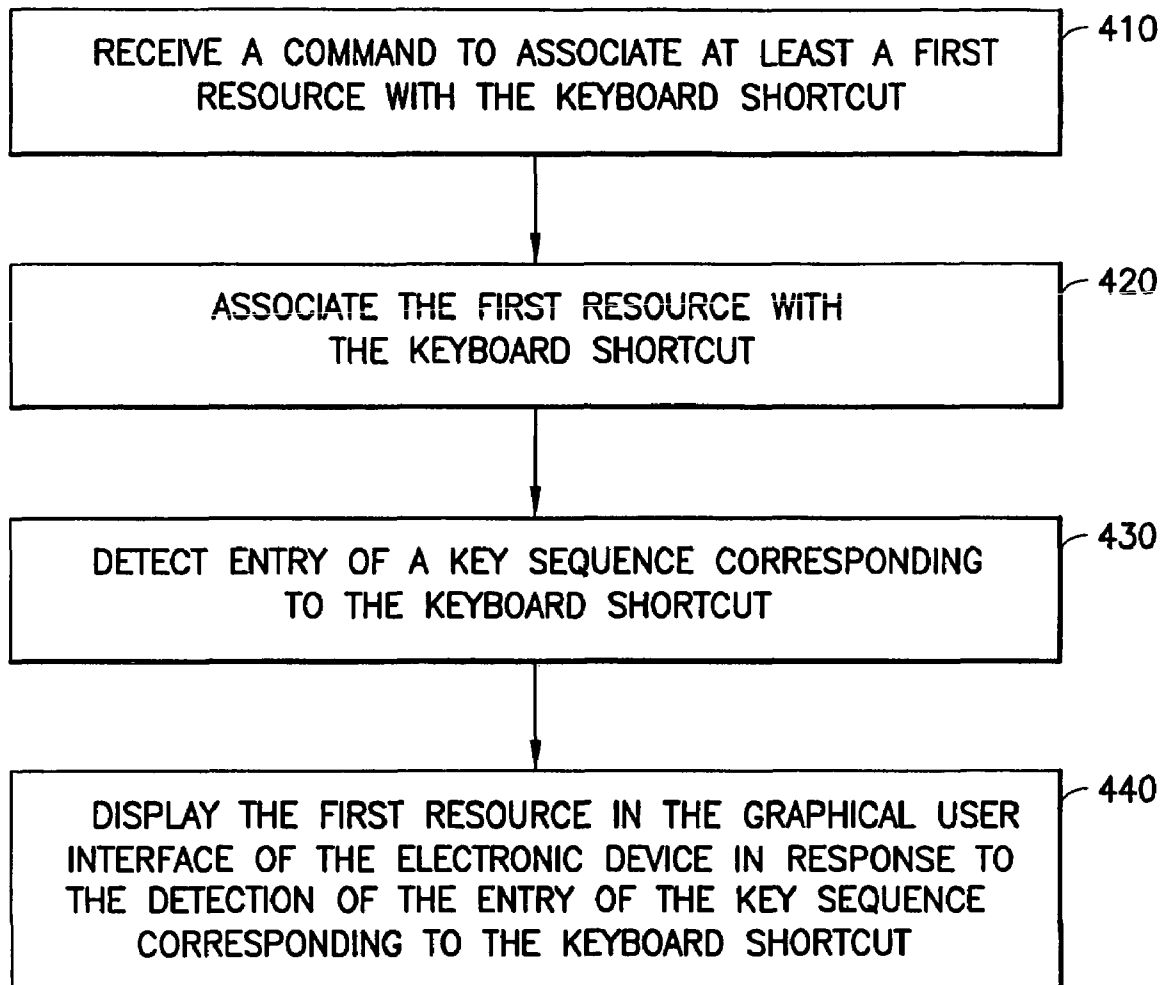 RECEIVE A COMMAND TO ASSOCIATE AT LEAST A FIRST
RESOURCE WITH THE KEYBOARD SHORTCUT
410
ASSOCIATE THE FIRST RESOURCE WITH
THE KEYBOARD SHORTCUT
420
DETECT ENTRY OF A KEY SEQUENCE CORRESPONDING
TO THE KEYBOARD SHORTCUT
430
DISPLAY THE FIRST RESOURCE IN THE GRAPHICAL USER
INTERFACE OF THE ELECTRONIC DEVICE IN RESPONSE TO
THE DETECTION OF THE ENTRY OF THE KEY SEQUENCE
CORRESPONDING TO THE KEYBOARD SHORTCUT
440